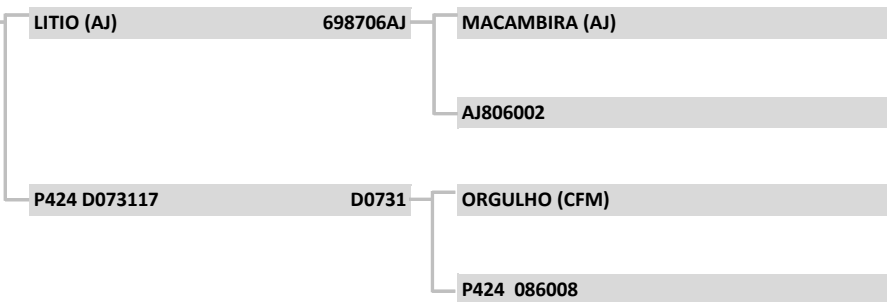 LITIO (AJ) 698706AJ MACAMBIRA (AJ)
AJ806002
P424 D073117 D0731 ORGULHO (CFM)
P424 086008